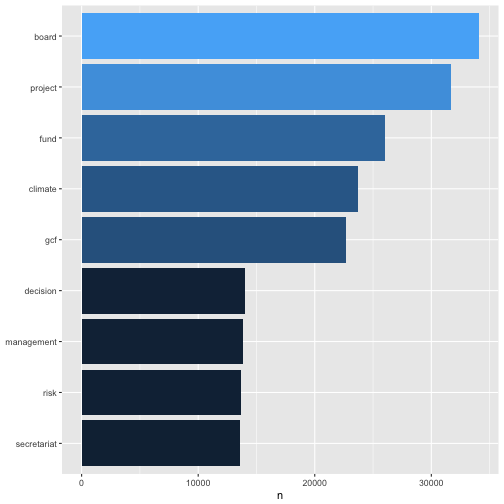 board
project
fund
climate
gcf
decision
management
risk
secretariat
0 10000 20000 30000
n